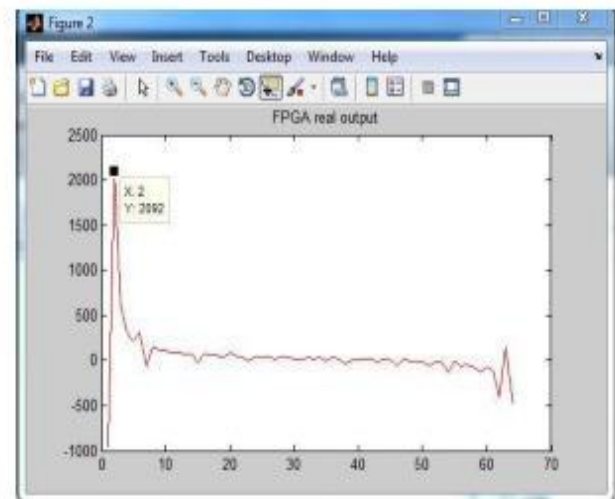 Figure 2
File Edit View Insert Tools Desktop Window Help
FPGA real output
2500
2000
1500
1000
500
0
-500
-1000
X: 2
Y: 2092
0 10 20 30 40 50 60 70